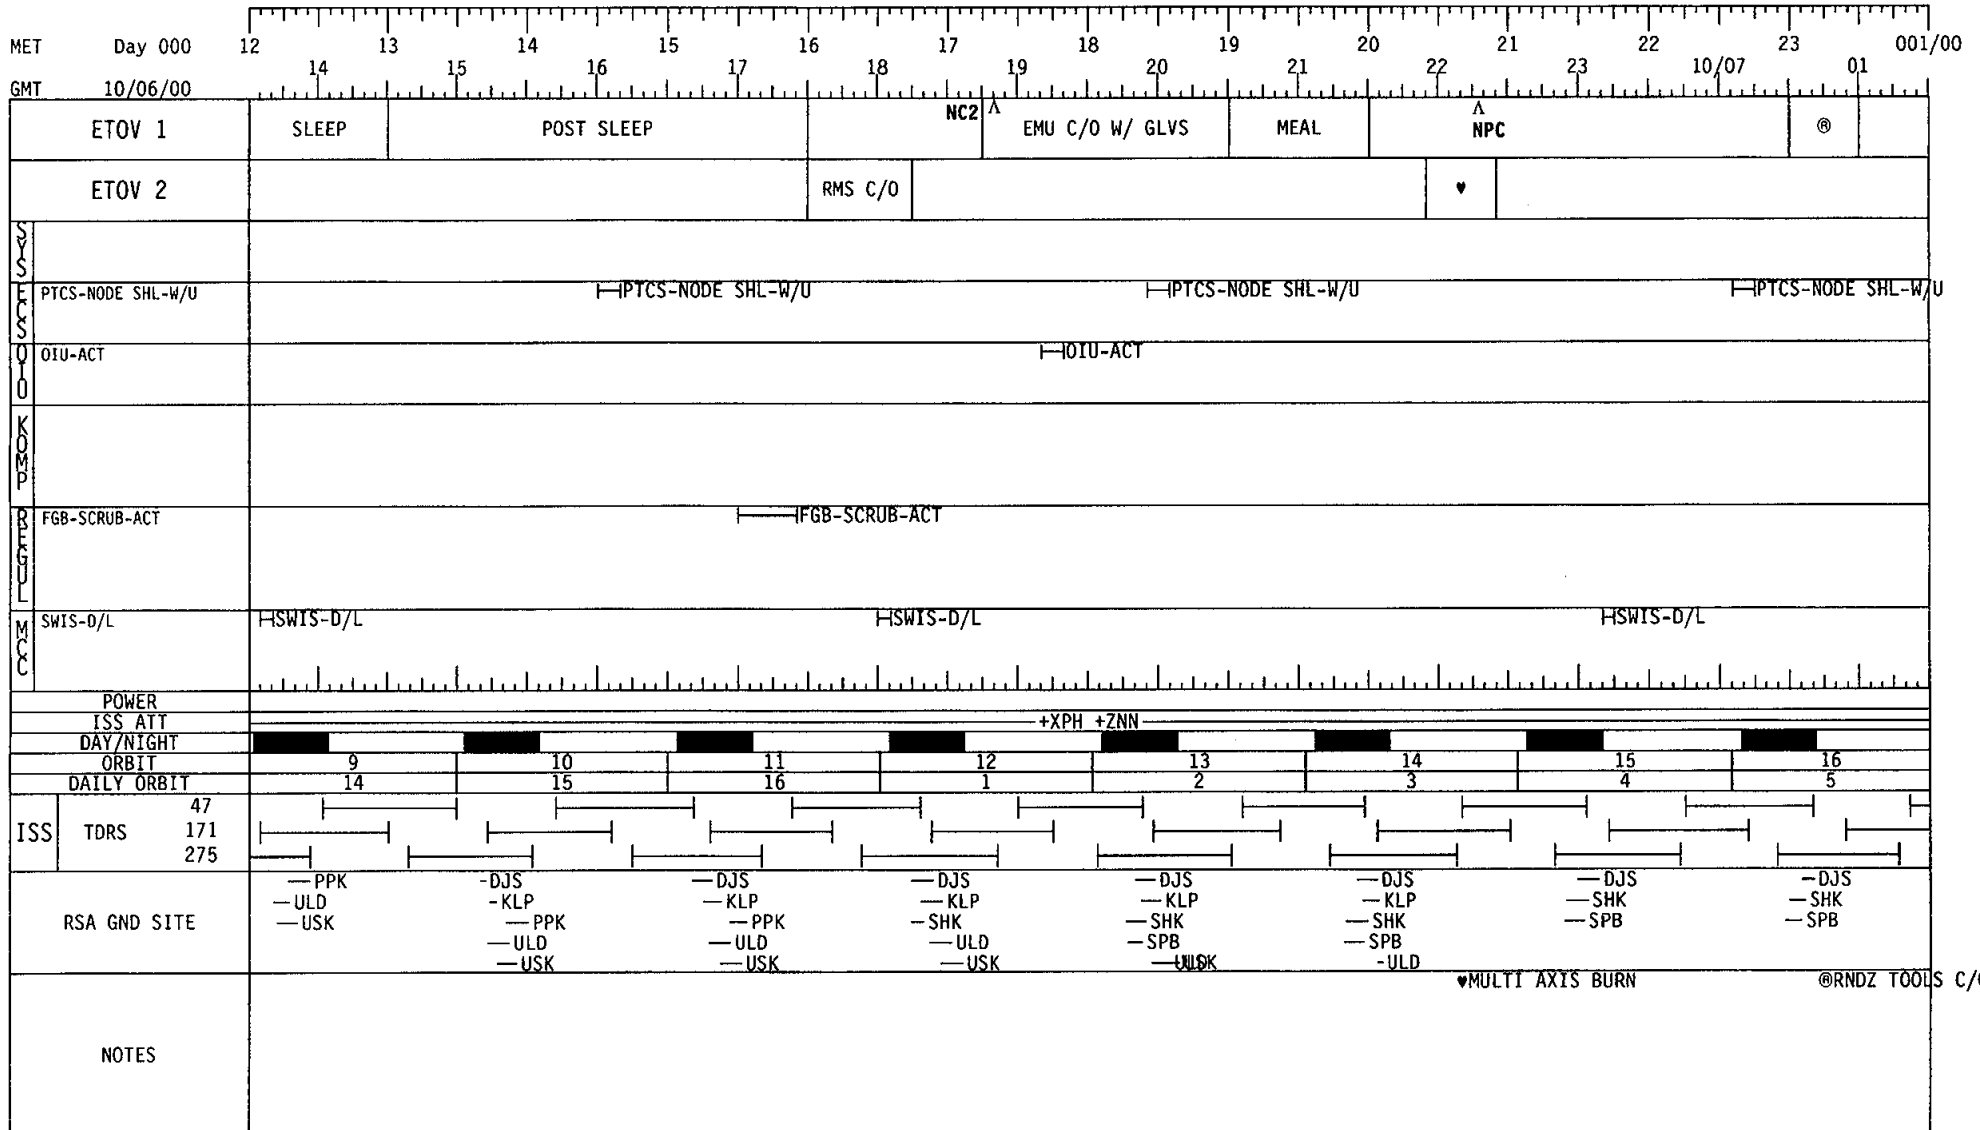 MET Day 000 12 13 14 15 16 17 18 19 20 21 22 23 001/00
14 15 16 17 18 19 20 21 22 23 10/07 01
GMT 10/06/00
ETOV 1 SLEEP POST SLEEP NC2 Λ EMU C/O W/ GLVS MEAL Λ NPC ®
ETOV 2 RMS C/O ♥
SYS
ECS PTCS-NODE SHL-W/U PTCS-NODE SHL-W/U PTCS-NODE SHL-W/U PTCS-NODE SHL-W/U
OIU-ACT OIU-ACT
KOMP
REGUL FGB-SCRUB-ACT FGB-SCRUB-ACT
MCC SWIS-D/L SWIS-D/L SWIS-D/L SWIS-D/L
POWER
ISS ATT +XPH +ZNN
DAY/NIGHT
ORBIT 9 10 11 12 13 14 15 16
DAILY ORBIT 14 15 16 1 2 3 4 5
47
ISS TDRS 171
275
PPK DJS DJS DJS DJS DJS DJS DJS
ULD KLP KLP KLP KLP KLP SHK SHK
RSA GND SITE USK PPK PPK SHK SHK SHK SPB SPB
ULD ULD ULD SPB SPB
USK USK USK ULD
♥MULTI AXIS BURN ®RNDZ TOOLS C/O
NOTES